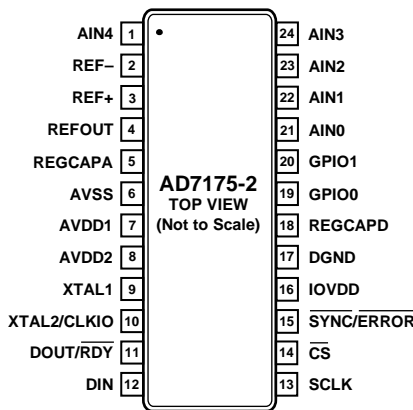 AIN4 1
REF– 2
REF+ 3
REFOUT 4
REGCAPA 5
AVSS 6
AVDD1 7
AVDD2 8
XTAL1 9
XTAL2/CLKIO 10
DOUT/RDY 11
DIN 12
AD7175-2
TOP VIEW
(Not to Scale)
24 AIN3
23 AIN2
22 AIN1
21 AIN0
20 GPIO1
19 GPIO0
18 REGCAPD
17 DGND
16 IOVDD
15 SYNC/ERROR
14 CS
13 SCLK